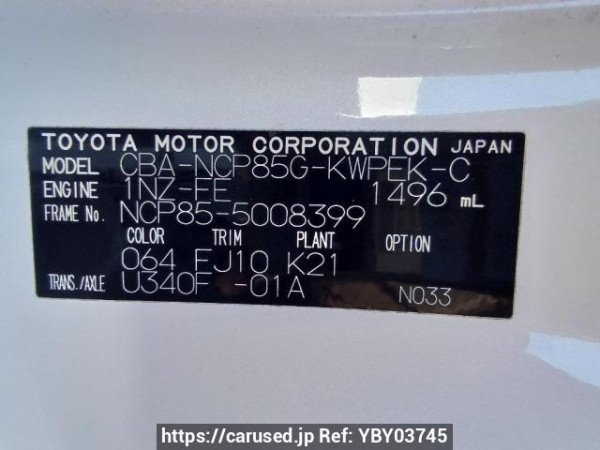 TOYOTA MOTOR CORPORATION JAPAN
MODEL CBA-NCP85G-KWPEK-C
ENGINE 1NZ-FE 1496 mL
FRAME No. NCP85-5008399
COLOR TRIM PLANT OPTION
064 FJ10 K21
TRANS./AXLE U340F -01A N033
https://carused.jp Ref: YBY03745